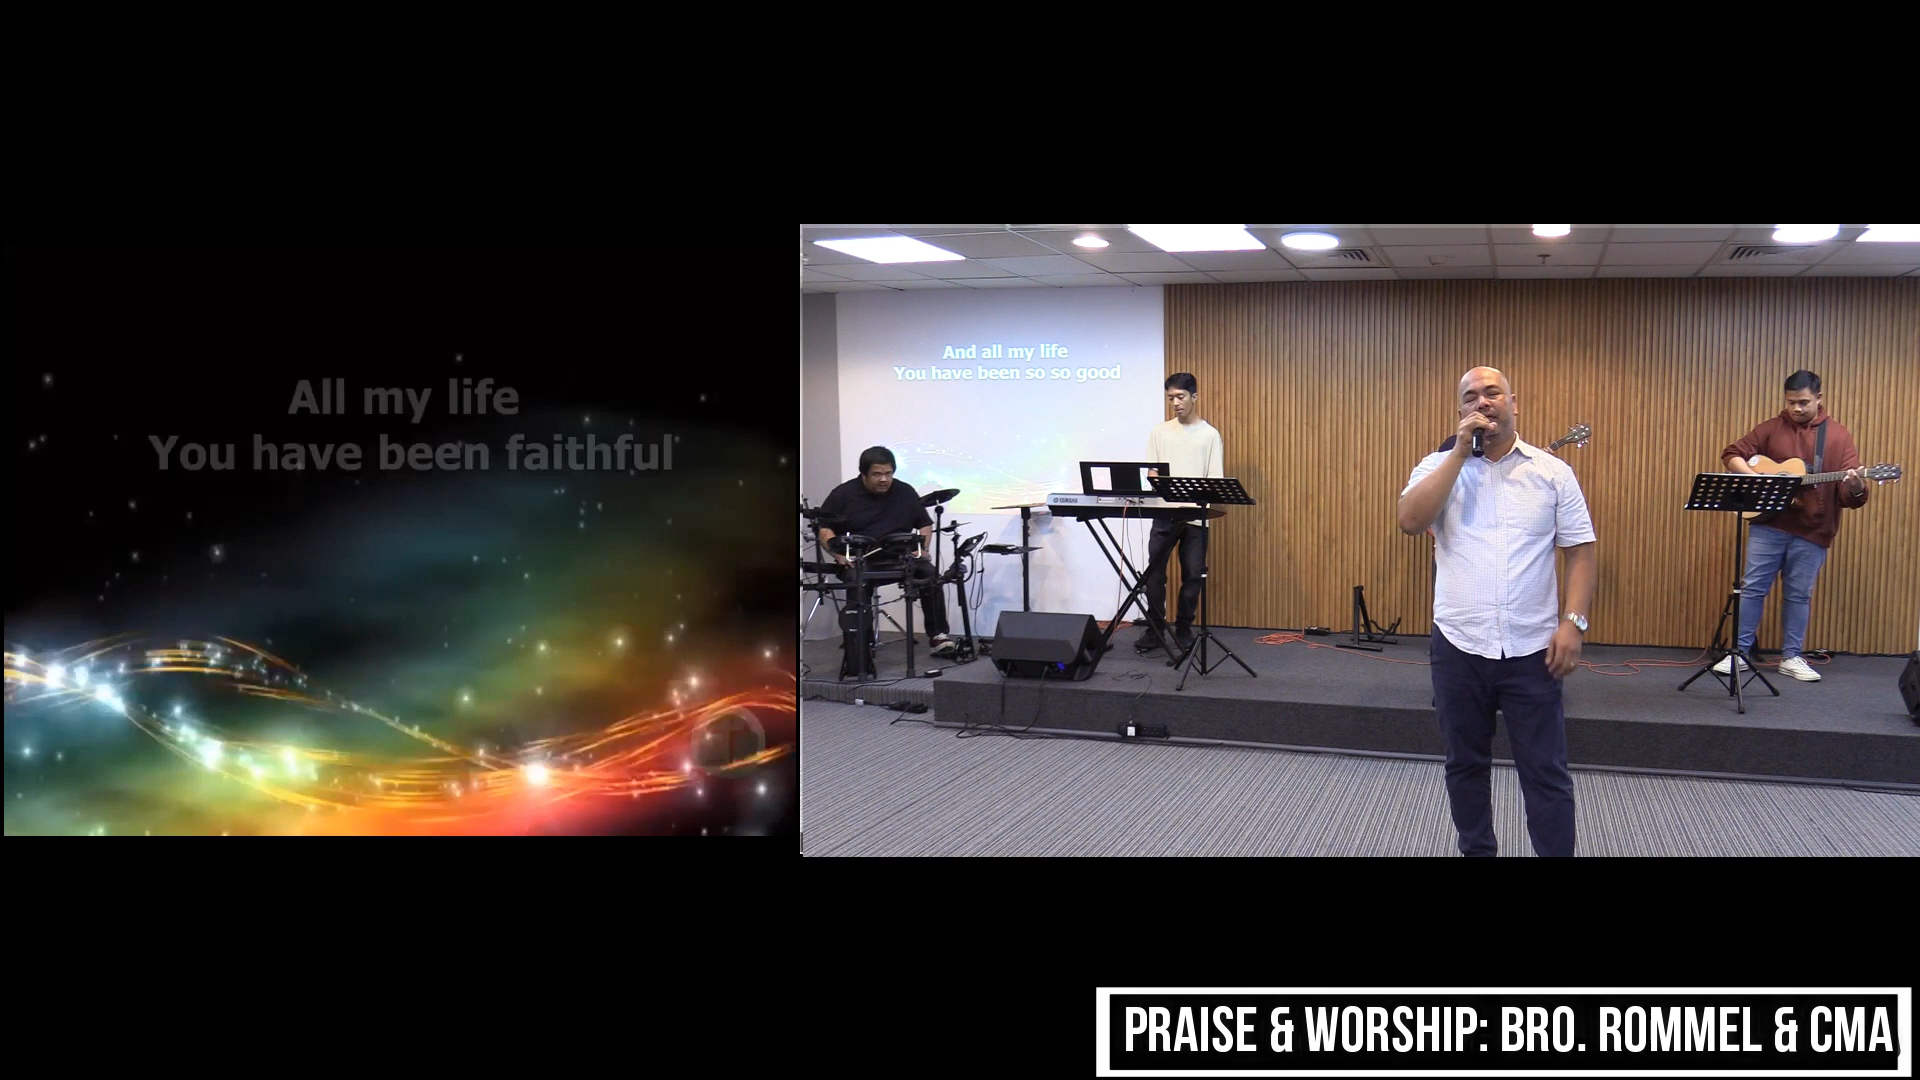 All my life
You have been faithful
And all my life
You have been so so good
YAMAHA
PRAISE & WORSHIP: BRO. ROMMEL & CMA